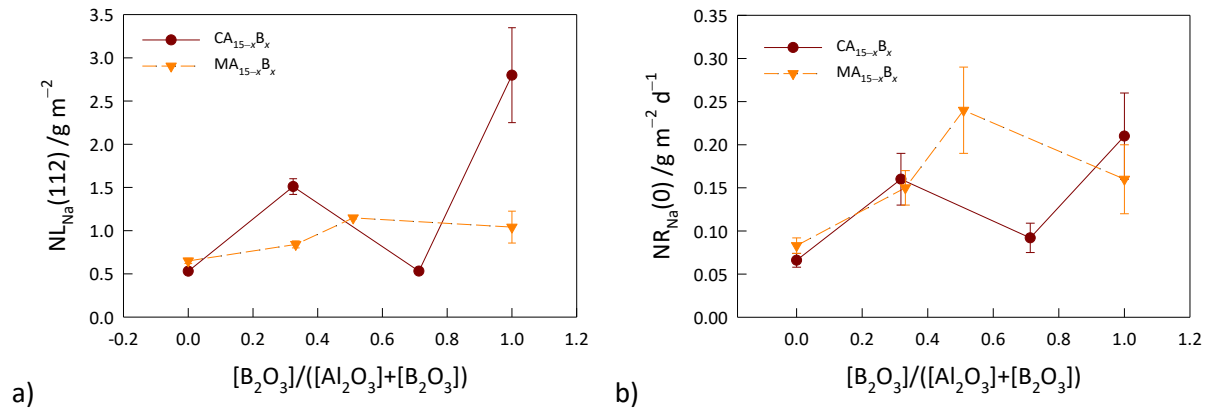 3.5
3.0
2.5
2.0
1.5
1.0
0.5
0.0
NL_Na(112) /g m⁻²
CA₁₅₋ₓBₓ
MA₁₅₋ₓBₓ
-0.2 0.0 0.2 0.4 0.6 0.8 1.0 1.2
[B₂O₃]/([Al₂O₃]+[B₂O₃])
a)
0.35
0.30
0.25
0.20
0.15
0.10
0.05
0.00
NR_Na(0) /g m⁻² d⁻¹
CA₁₅₋ₓBₓ
MA₁₅₋ₓBₓ
0.0 0.2 0.4 0.6 0.8 1.0 1.2
[B₂O₃]/([Al₂O₃]+[B₂O₃])
b)